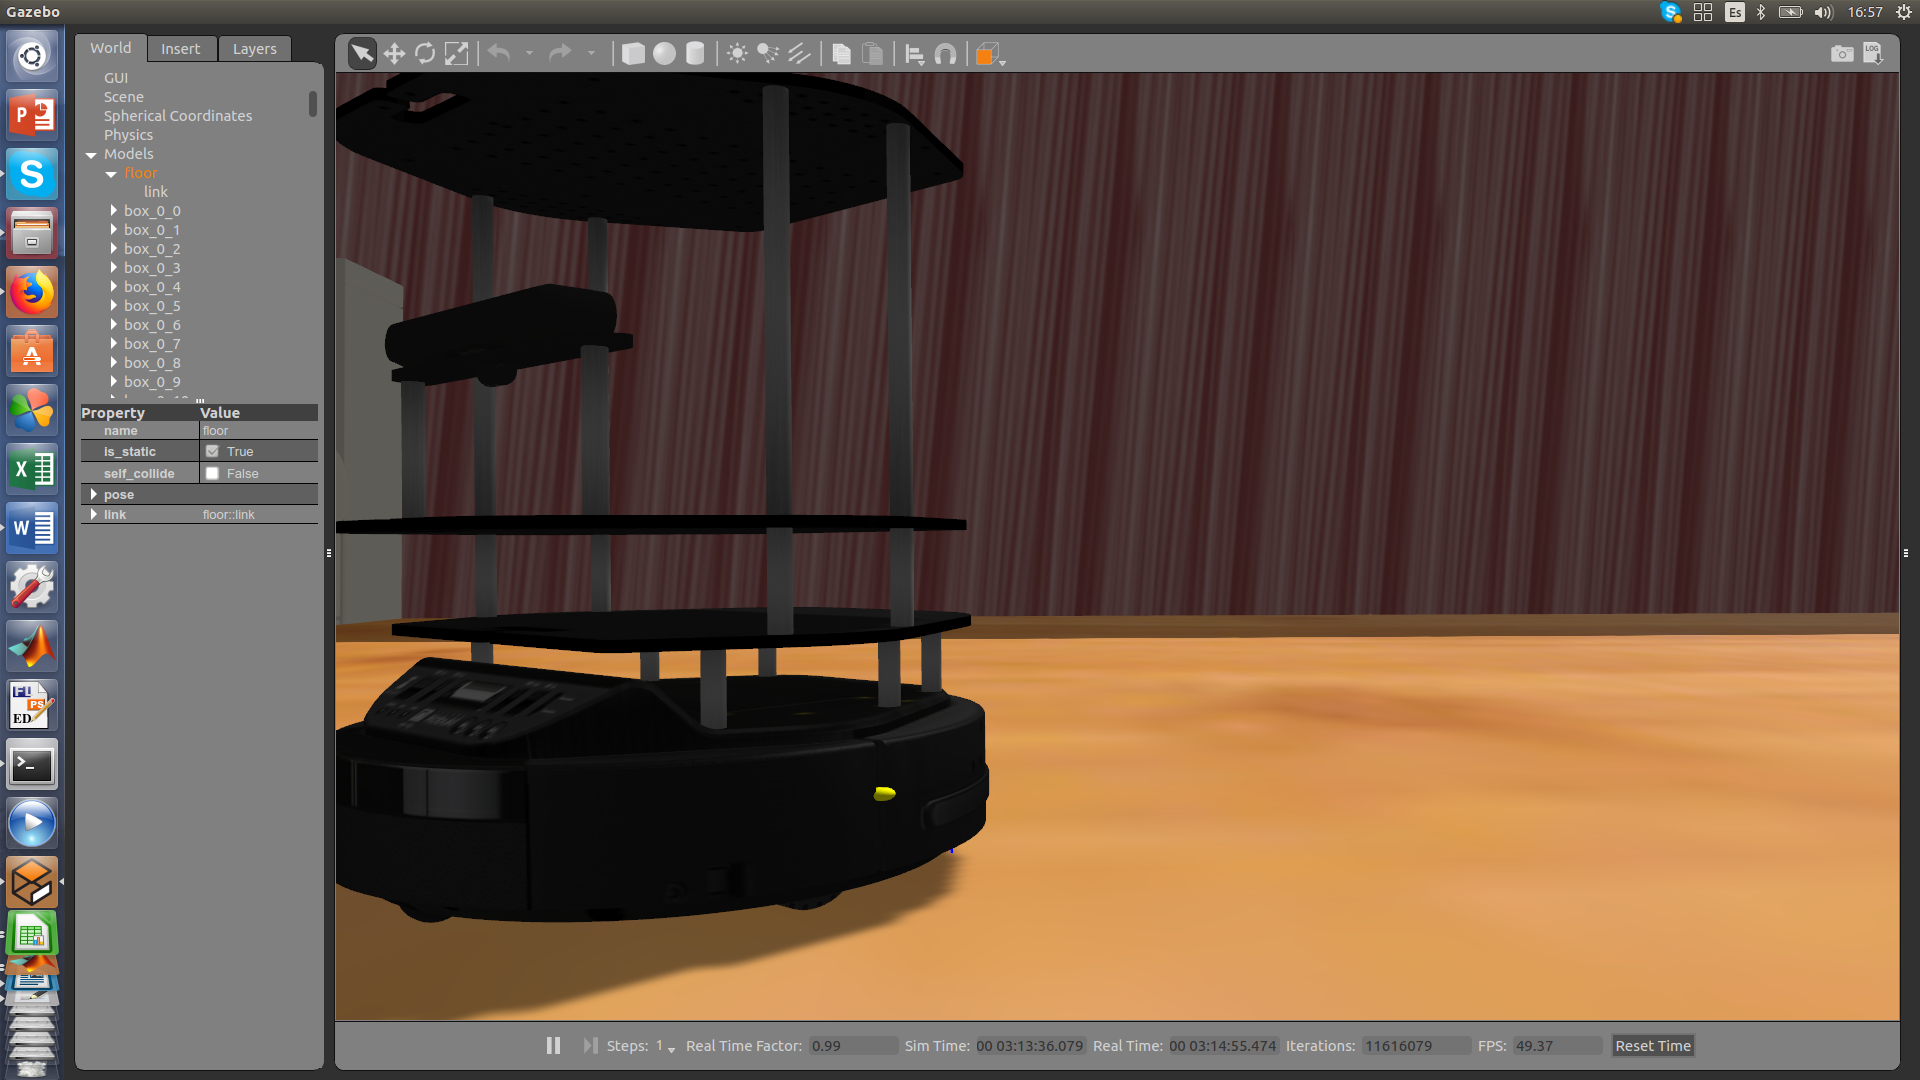 Gazebo
Es
16:57
World
Insert
Layers
LOG
GUI
Scene
Spherical Coordinates
Physics
Models
floor
link
box_0_0
box_0_1
box_0_2
box_0_3
box_0_4
box_0_5
box_0_6
box_0_7
box_0_8
box_0_9
Property Value
name floor
is_static True
self_collide False
pose
link floor::link
Steps: 1 Real Time Factor: 0.99 Sim Time: 00 03:13:36.079 Real Time: 00 03:14:55.474 Iterations: 11616079 FPS: 49.37 Reset Time